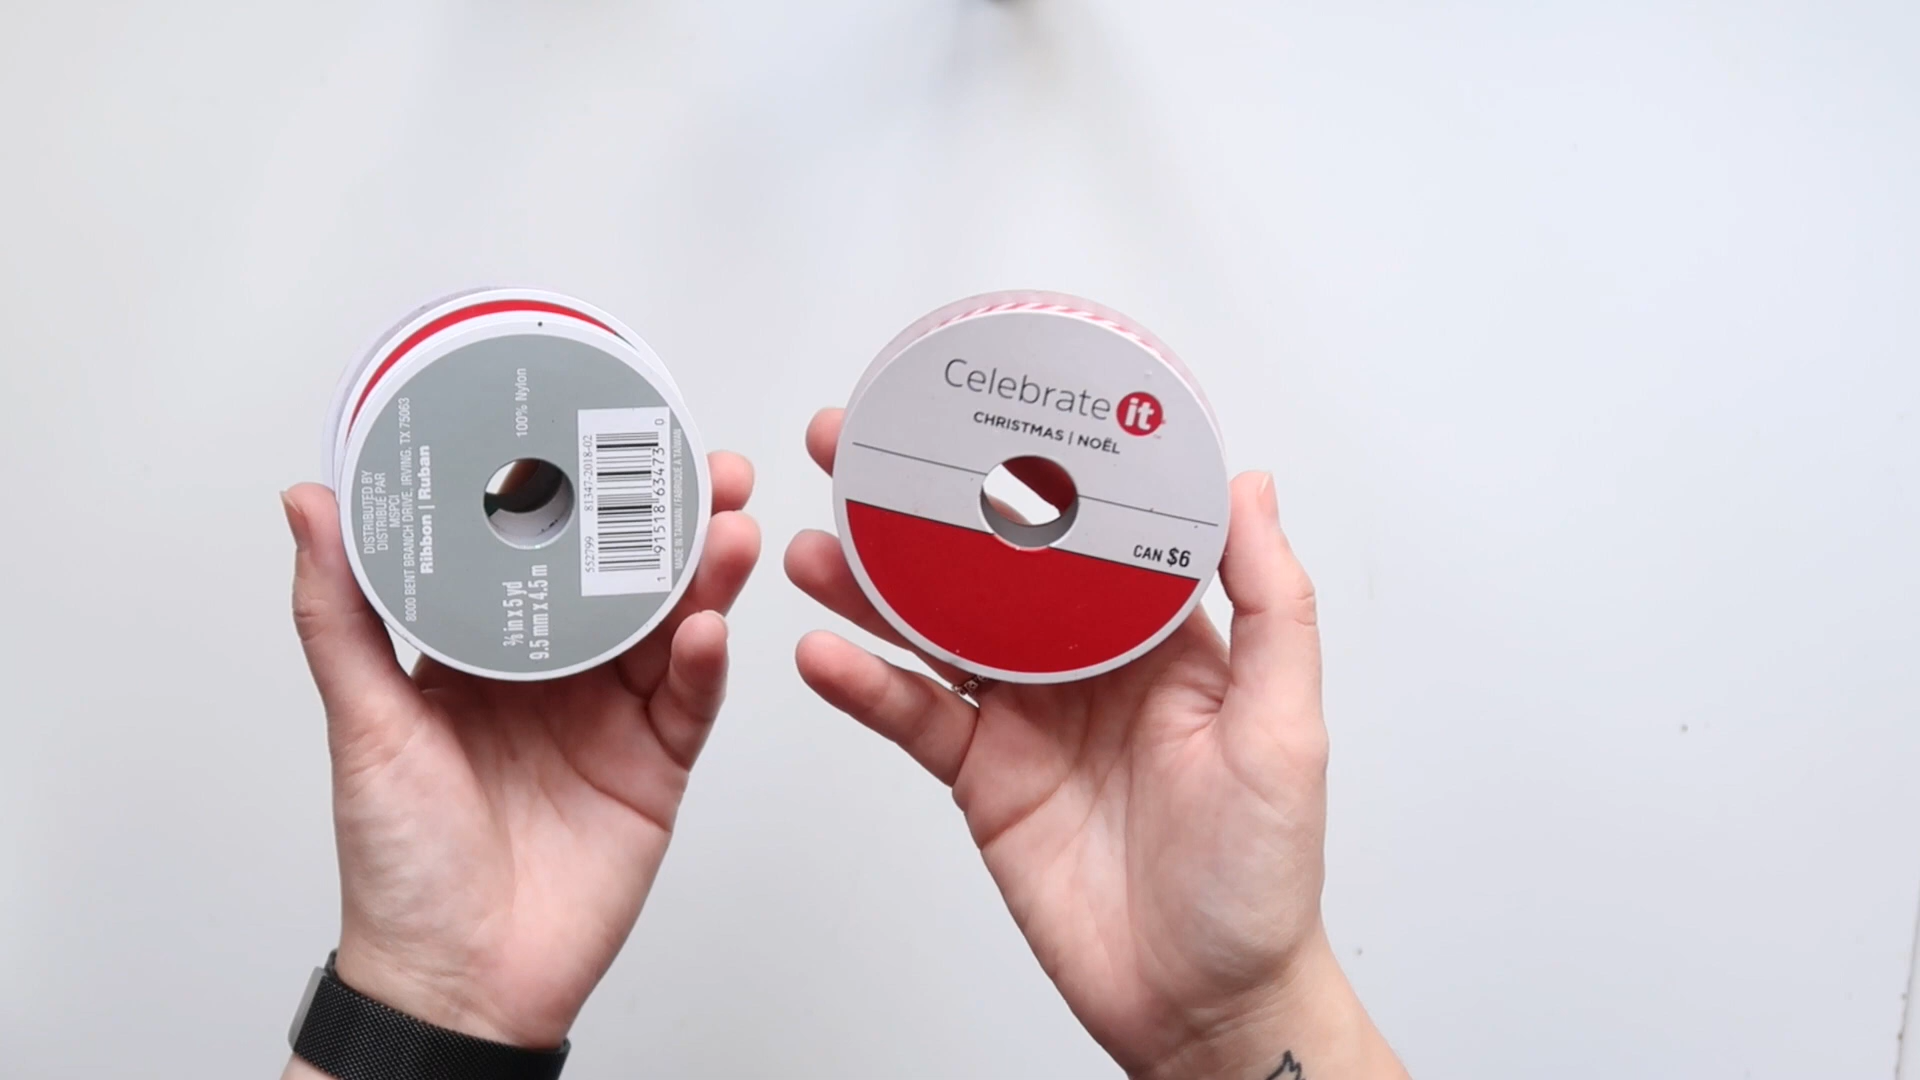 DISTRIBUTED BY
DISTRIBUÉ PAR
MSPCI
8000 BENT BRANCH DRIVE, IRVING, TX 75063
Ribbon | Ruban
100% Nylon
⅜ in x 5 yd
9.5 mm x 4.5 m
552799 81347-2018-02
1 91518 63473 0
MADE IN TAIWAN / FABRIQUÉ À TAIWAN
Celebrate it™
CHRISTMAS | NOËL
CAN $6